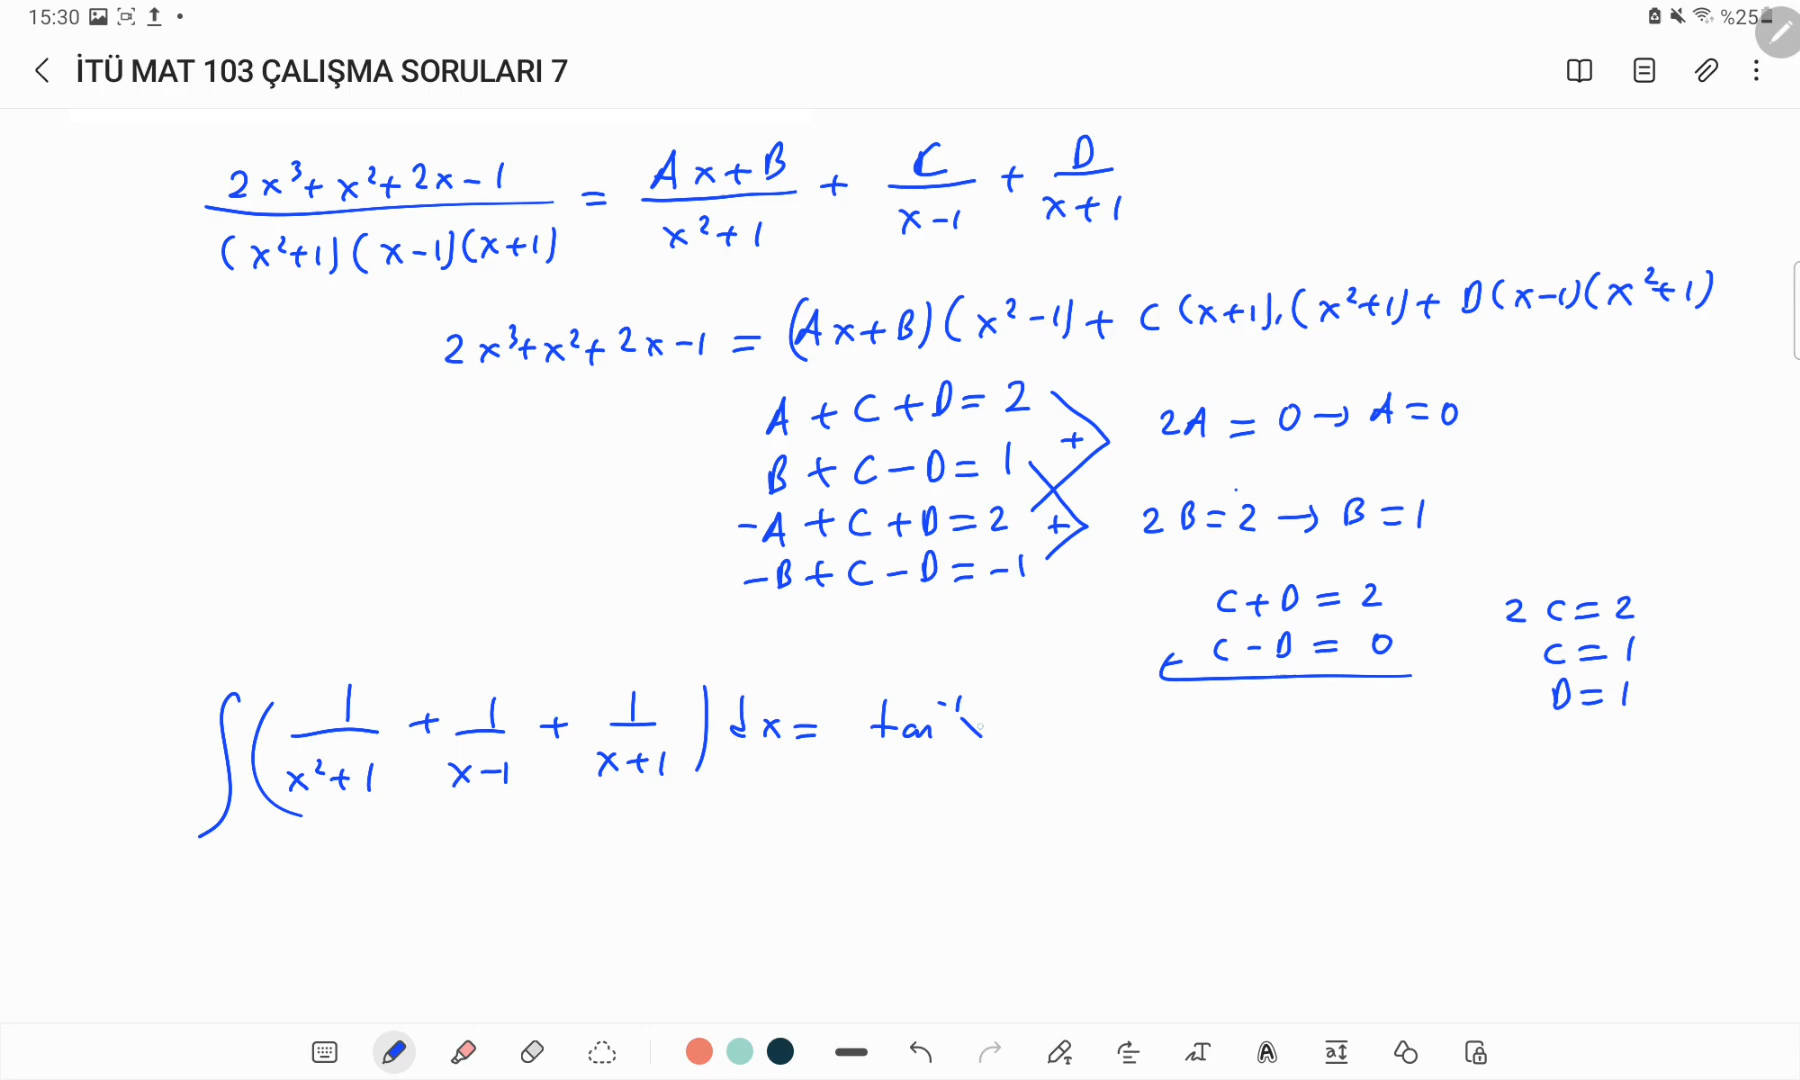 15:30 %25
İTÜ MAT 103 ÇALIŞMA SORULARI 7
(2x³ + x² + 2x - 1) / ((x²+1)(x-1)(x+1)) = (Ax+B)/(x²+1) + C/(x-1) + D/(x+1)
2x³+x²+2x-1 = (Ax+B)(x²-1) + C(x+1).(x²+1) + D(x-1)(x²+1)
A + C + D = 2
+ 2A = 0 → A = 0
B + C - D = 1
-A + C + D = 2
+ 2B = 2 → B = 1
-B + C - D = -1
C + D = 2
C - D = 0
+
2C = 2
C = 1
D = 1
∫(1/(x²+1) + 1/(x-1) + 1/(x+1)) dx = tan⁻¹